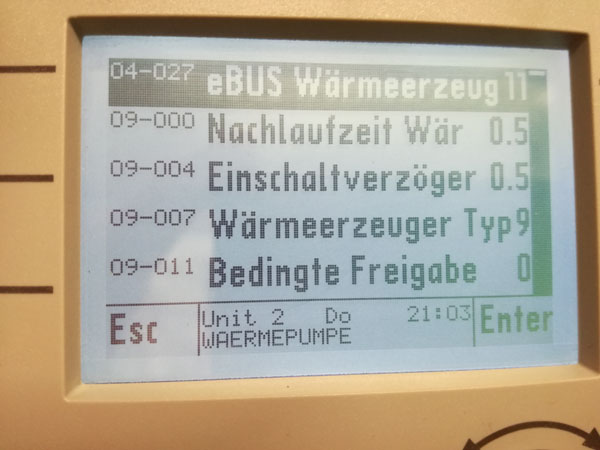 04-027 eBUS Wärmeerzeug 11
09-000 Nachlaufzeit Wär 0.5
09-004 Einschaltverzöger 0.5
09-007 Wärmeerzeuger Typ 9
09-011 Bedingte Freigabe 0
Esc Unit 2 Do 21:03 Enter
WAERMEPUMPE